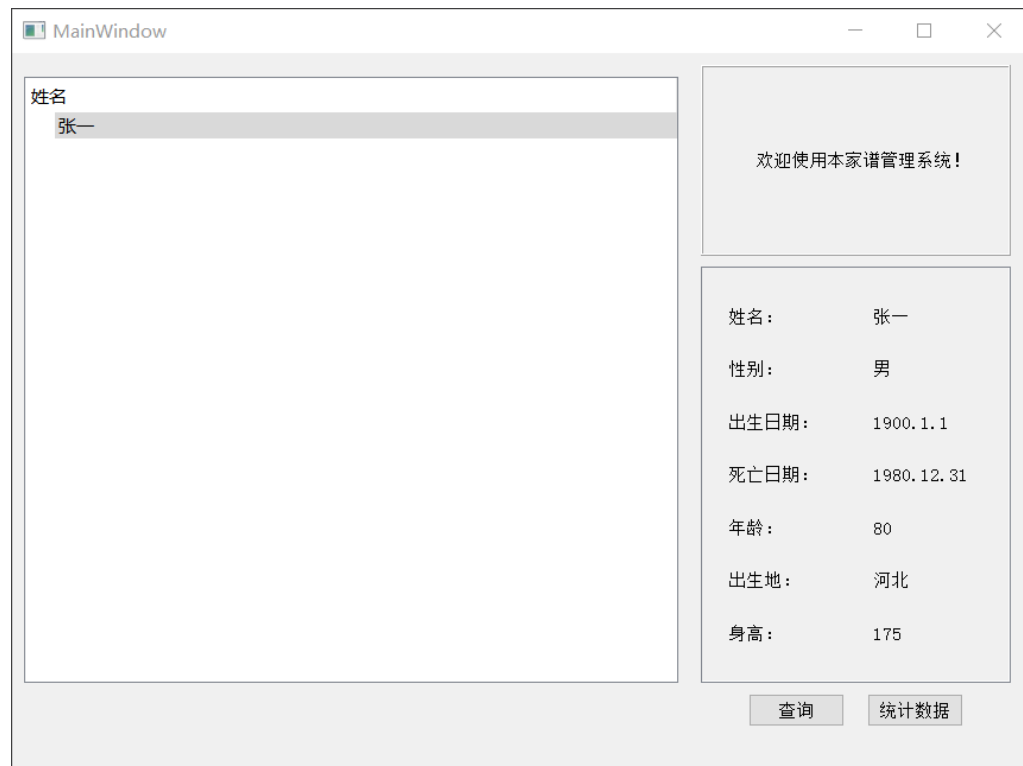 MainWindow
姓名
张一
欢迎使用本家谱管理系统!
姓名: 张一
性别: 男
出生日期: 1900.1.1
死亡日期: 1980.12.31
年龄: 80
出生地: 河北
身高: 175
查询 统计数据